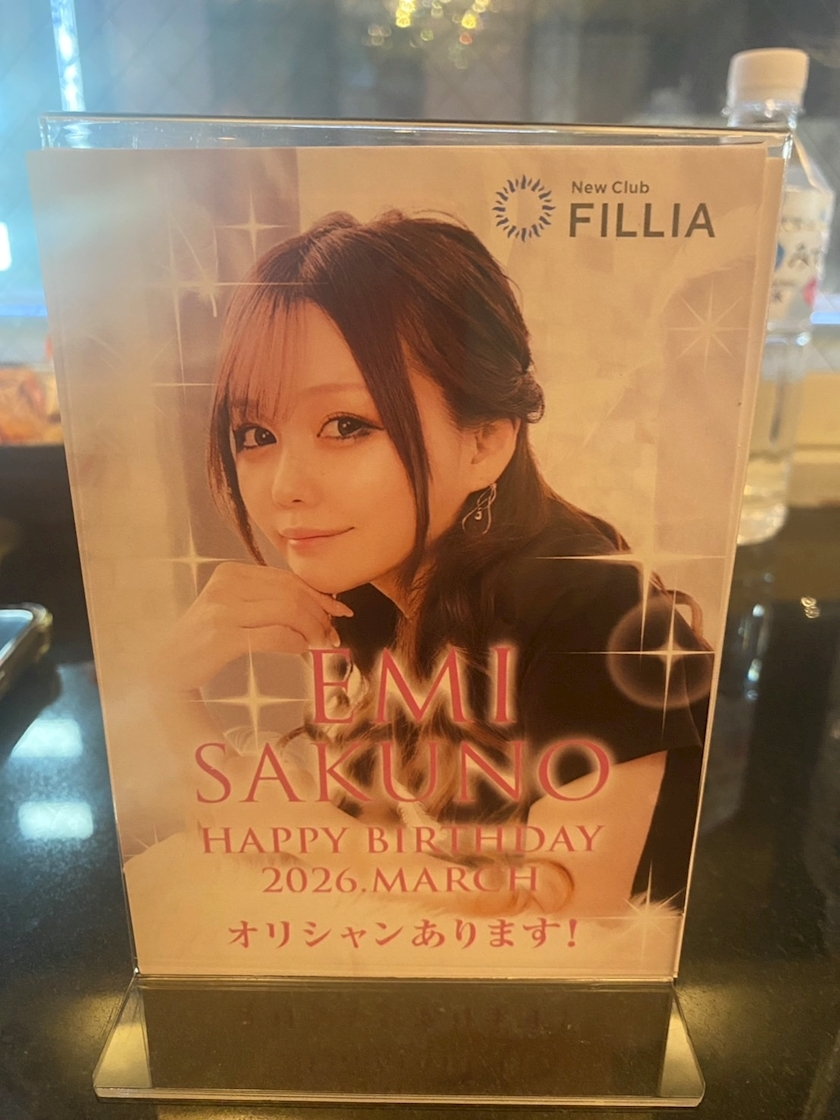 New Club
FILLIA
EMI
SAKUNO
HAPPY BIRTHDAY
2026.MARCH
オリシャンあります!